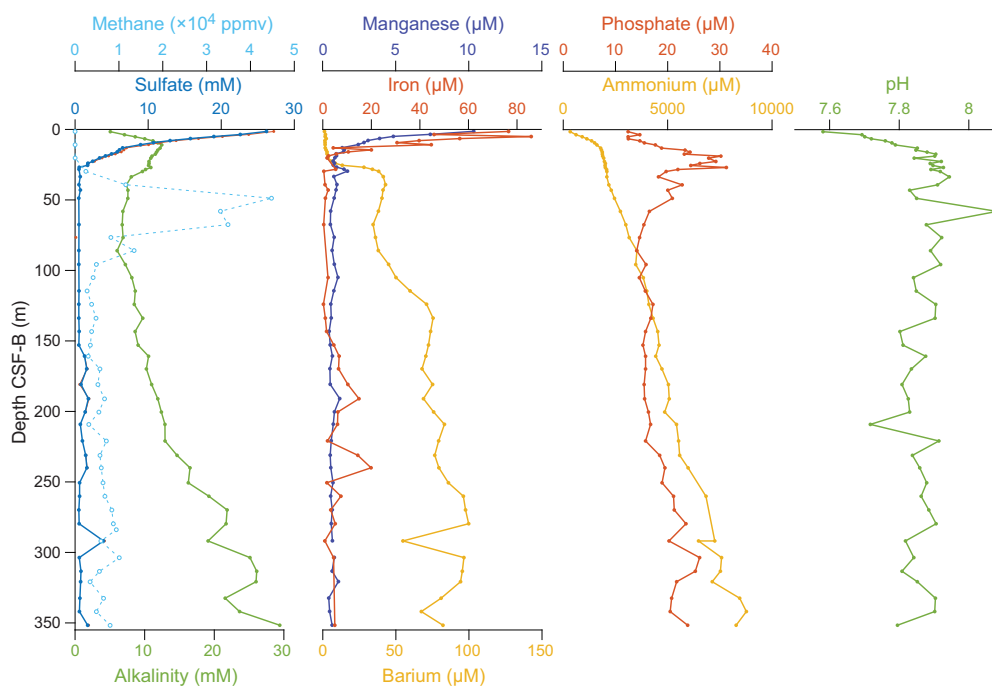 Methane (×10⁴ ppmv) Manganese (µM) Phosphate (µM)
0 1 2 3 4 5 0 5 10 15 0 10 20 30 40
Sulfate (mM) Iron (µM) Ammonium (µM) pH
0 10 20 30 0 20 40 60 80 0 5000 10000 7.6 7.8 8
0
50
100
150
200
250
300
350
Depth CSF-B (m)
0 10 20 30 0 50 100 150
Alkalinity (mM) Barium (µM)